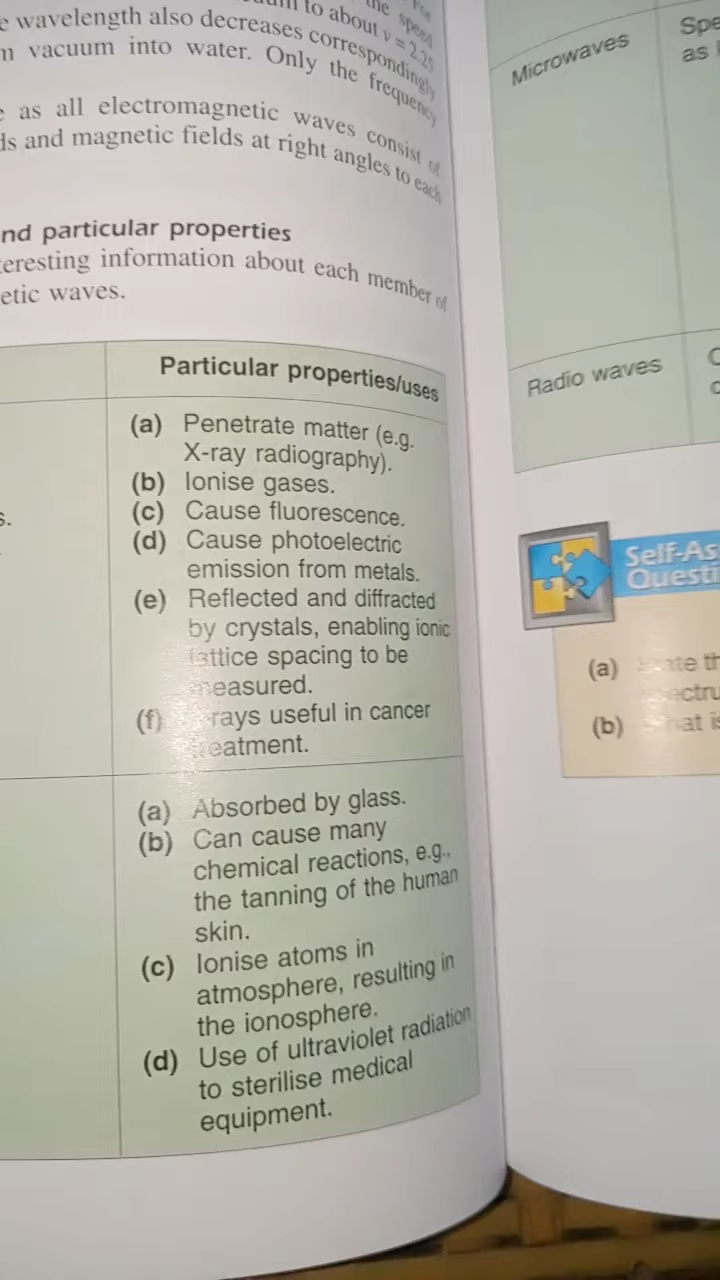 to about v = 2.25
the speed
wavelength also decreases correspondingly
vacuum into water. Only the frequency
as all electromagnetic waves consist of
and magnetic fields at right angles to each
particular properties
information about each member of
waves.
Particular properties/uses
(a) Penetrate matter (e.g.
X-ray radiography).
(b) Ionise gases.
(c) Cause fluorescence.
(d) Cause photoelectric
emission from metals.
(e) Reflected and diffracted
by crystals, enabling ionic
lattice spacing to be
measured.
(f) rays useful in cancer
treatment.
(a) Absorbed by glass.
(b) Can cause many
chemical reactions, e.g.,
the tanning of the human
skin.
(c) Ionise atoms in
atmosphere, resulting in
the ionosphere.
(d) Use of ultraviolet radiation
to sterilise medical
equipment.
Microwaves
Spe
as
Radio waves
Self-As
Questi
(a)
(b)